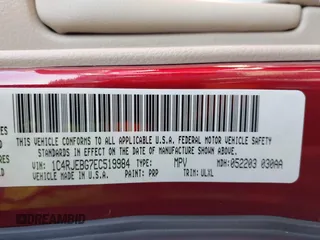 THIS VEHICLE CONFORMS TO ALL APPLICABLE U.S.A. FEDERAL MOTOR VEHICLE SAFETY
STANDARDS IN EFFECT ON THE DATE OF MANUFACTURE SHOWN ABOVE.
VIN: 1C4RJEBG7EC519984 TYPE: MPV MDH:052203 030AA
VEHICLE MADE IN U.S.A. PAINT: PRP TRIM:ULXL
DREAMBID